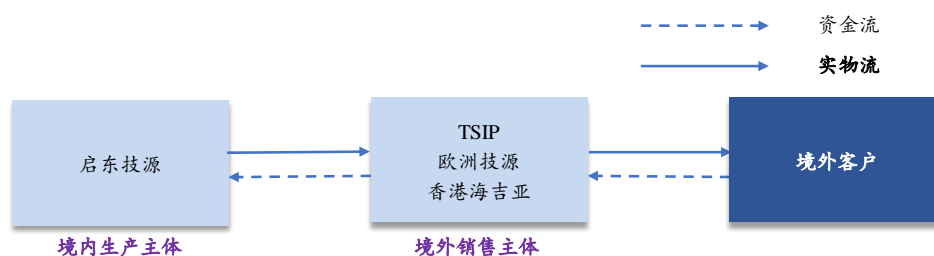 资金流
实物流
启东技源
TSIP
欧洲技源
香港海吉亚
境外客户
境内生产主体
境外销售主体